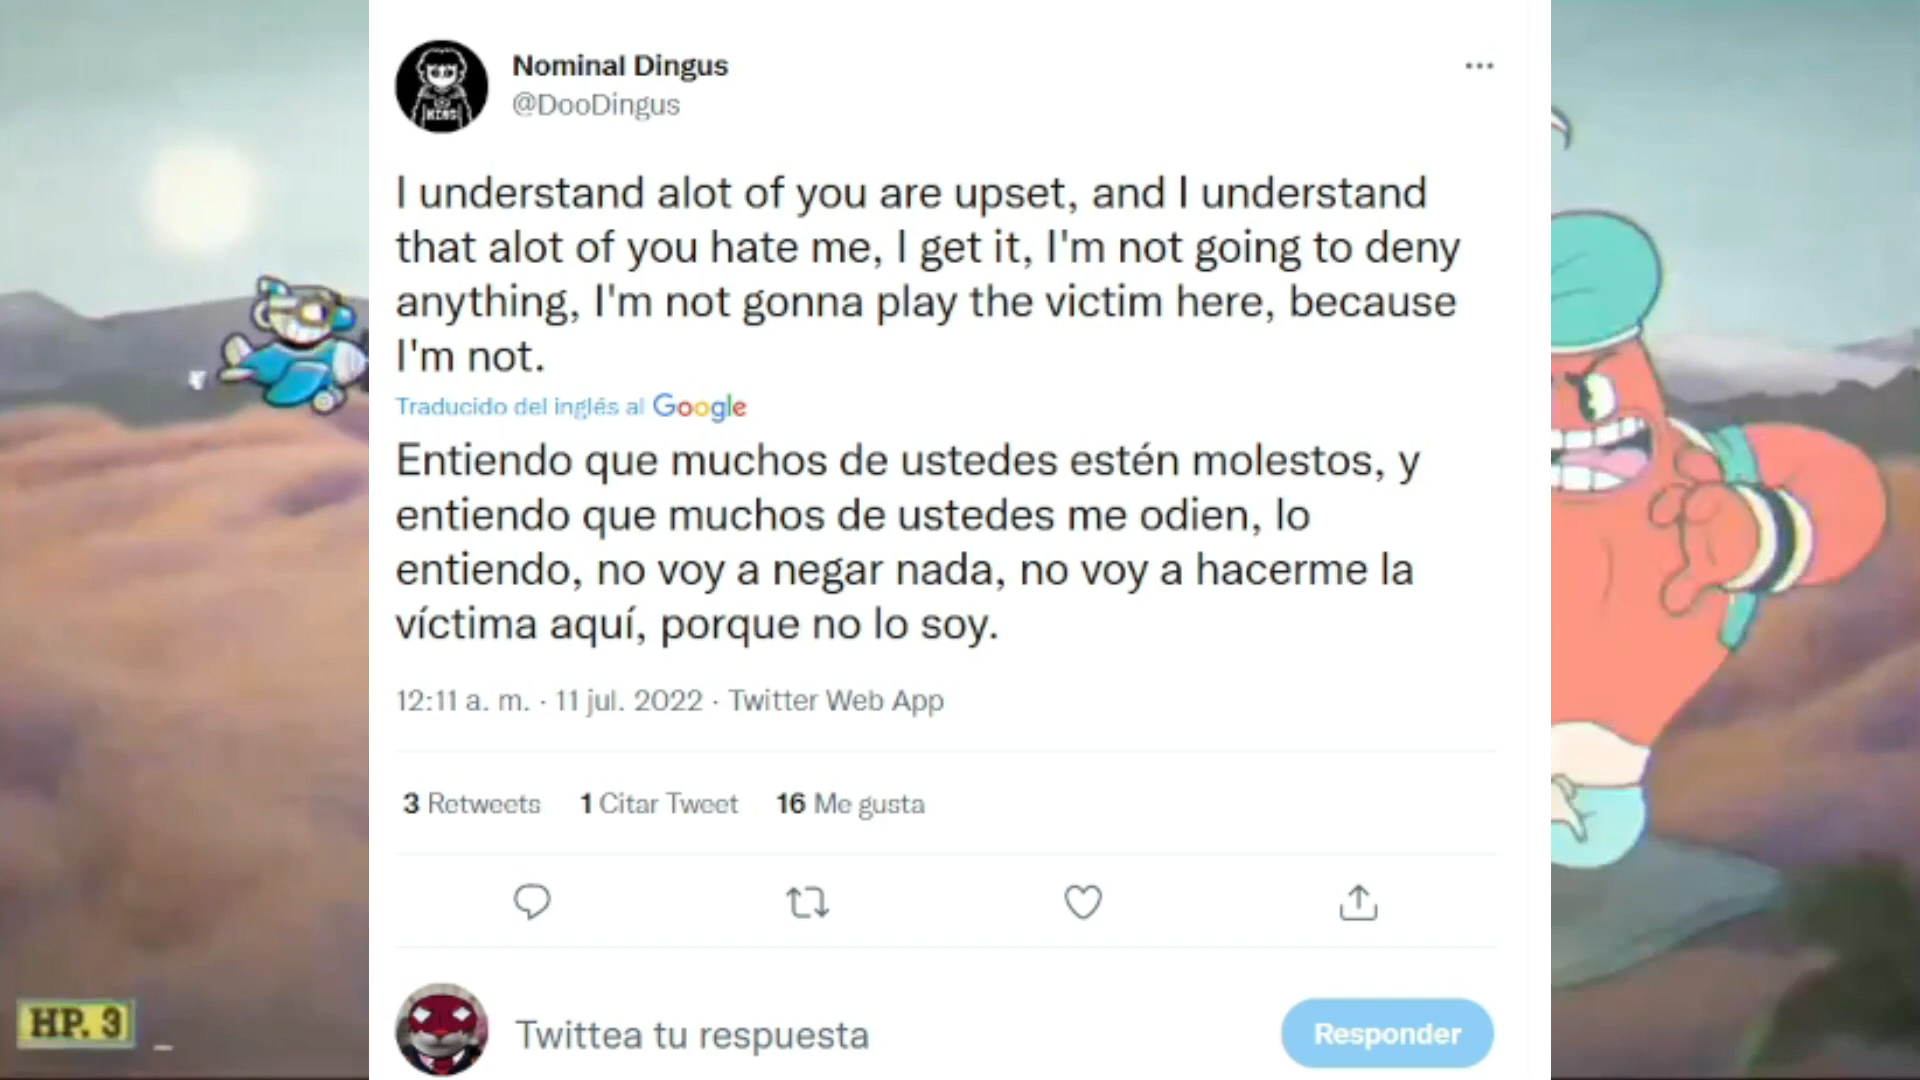 Nominal Dingus
@DooDingus
I understand alot of you are upset, and I understand
that alot of you hate me, I get it, I'm not going to deny
anything, I'm not gonna play the victim here, because
I'm not.
Traducido del inglés al Google
Entiendo que muchos de ustedes estén molestos, y
entiendo que muchos de ustedes me odien, lo
entiendo, no voy a negar nada, no voy a hacerme la
víctima aquí, porque no lo soy.
12:11 a. m. · 11 jul. 2022 · Twitter Web App
3 Retweets 1 Citar Tweet 16 Me gusta
Twittea tu respuesta
Responder
HP. 3